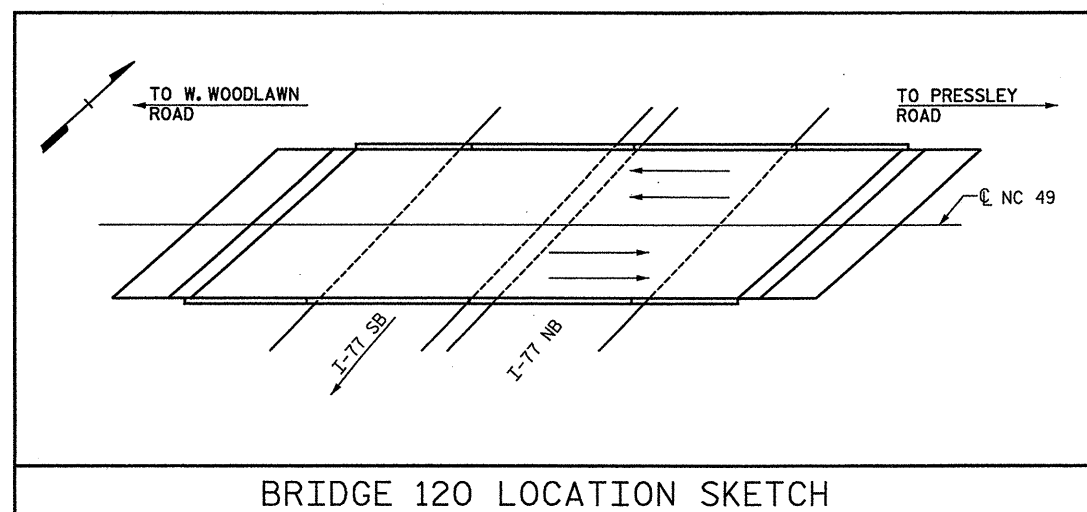 TO W. WOODLAWN
ROAD
TO PRESSLEY
ROAD
℄ NC 49
I-77 SB
I-77 NB
BRIDGE 120 LOCATION SKETCH